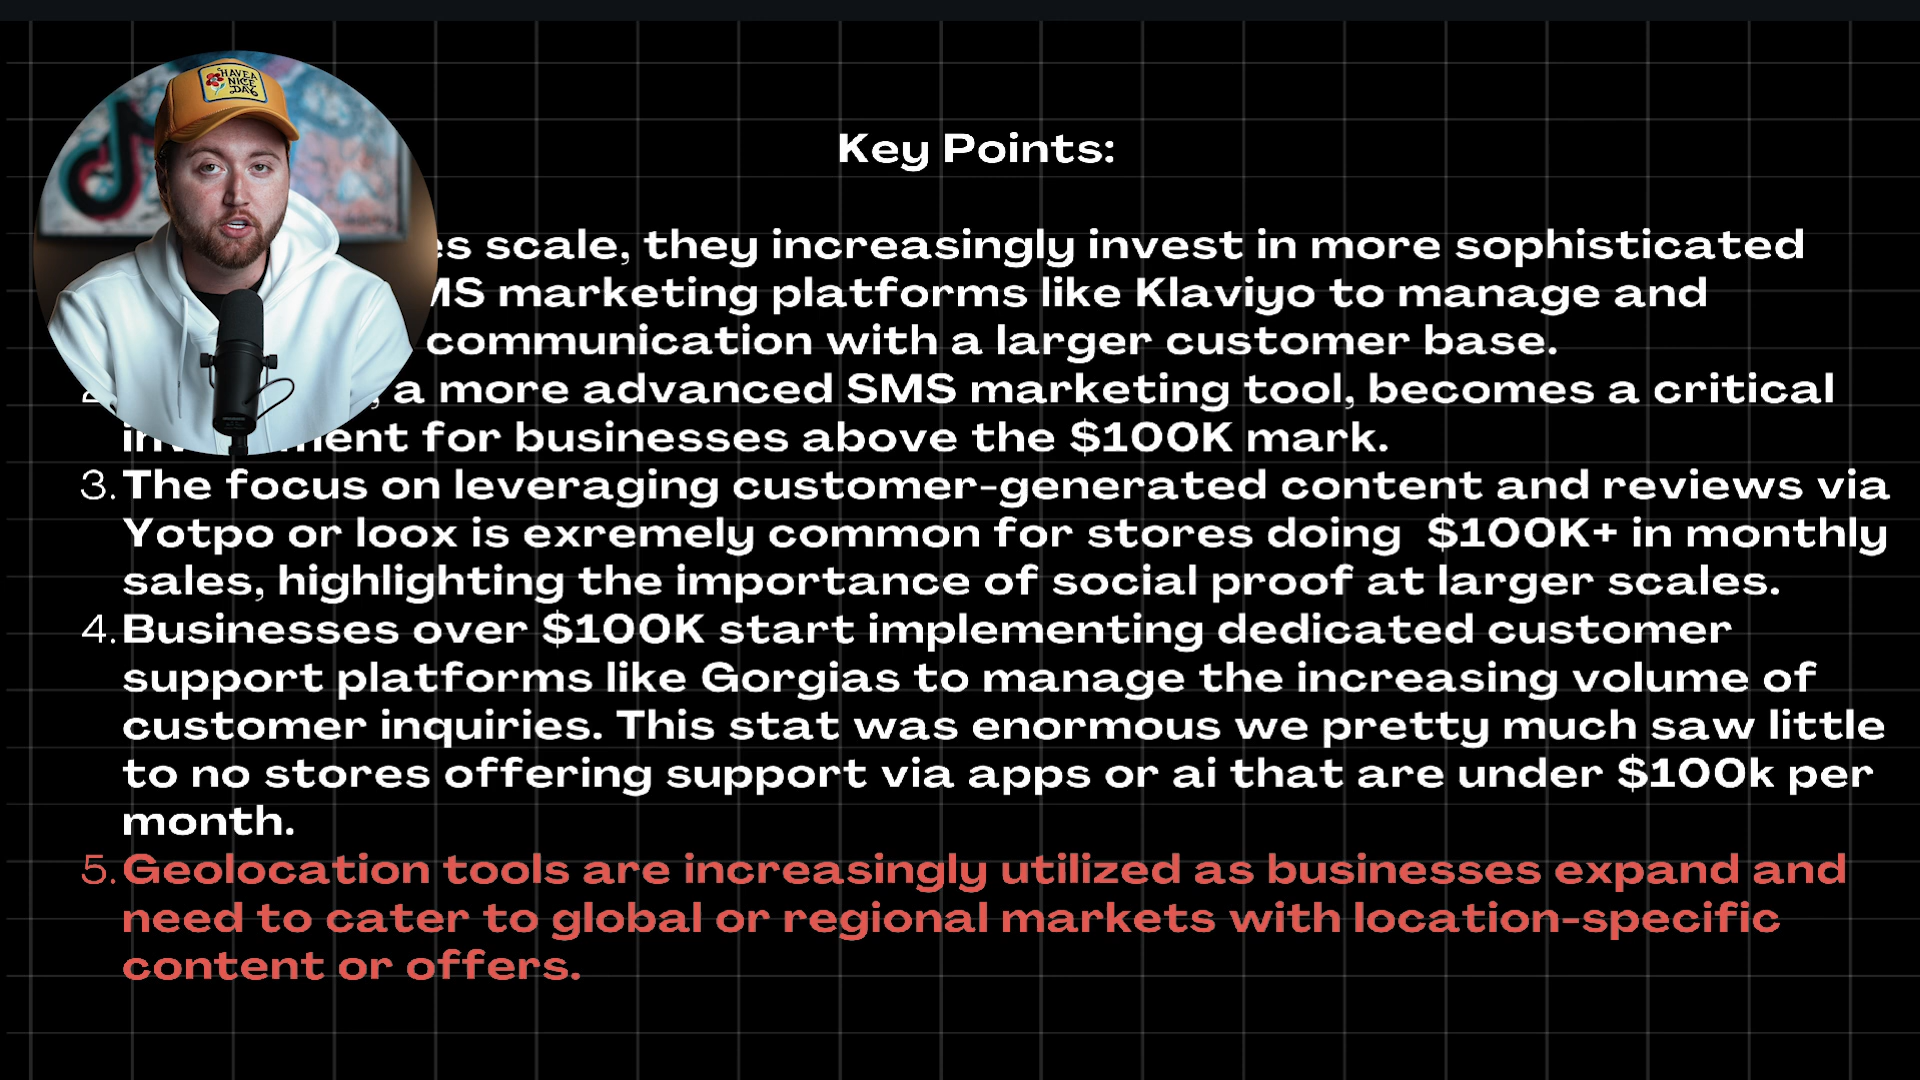 HAVE A
NICE
DAY
Key Points:
scale, they increasingly invest in more sophisticated
marketing platforms like Klaviyo to manage and
communication with a larger customer base.
a more advanced SMS marketing tool, becomes a critical
for businesses above the $100K mark.
3. The focus on leveraging customer-generated content and reviews via
Yotpo or loox is exremely common for stores doing $100K+ in monthly
sales, highlighting the importance of social proof at larger scales.
4. Businesses over $100K start implementing dedicated customer
support platforms like Gorgias to manage the increasing volume of
customer inquiries. This stat was enormous we pretty much saw little
to no stores offering support via apps or ai that are under $100k per
month.
5. Geolocation tools are increasingly utilized as businesses expand and
need to cater to global or regional markets with location-specific
content or offers.